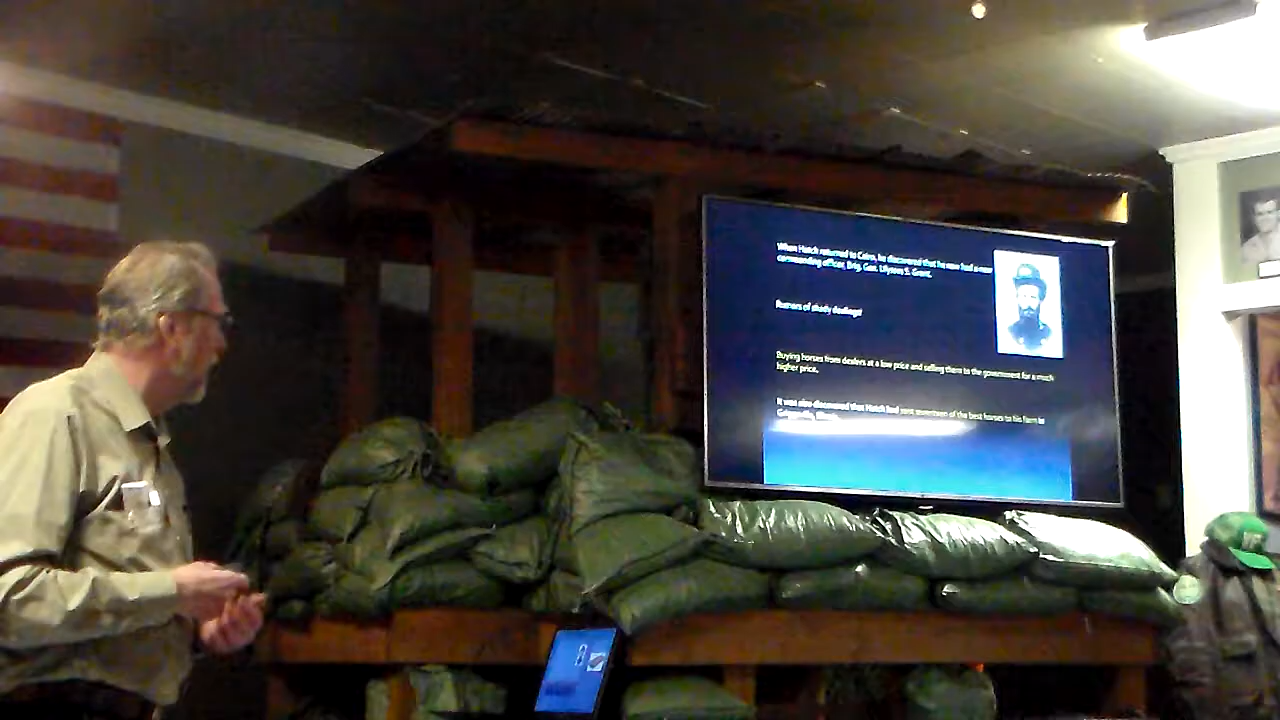 When Hatch returned to Cairo, he discovered that he now had a new
commanding officer, Brig. Gen. Ulysses S. Grant.
Rumors of shady dealings!
Buying horses from dealers at a low price and selling them to the government for a much
higher price.
It was also discovered that Hatch had sent seventeen of the best horses to his farm in